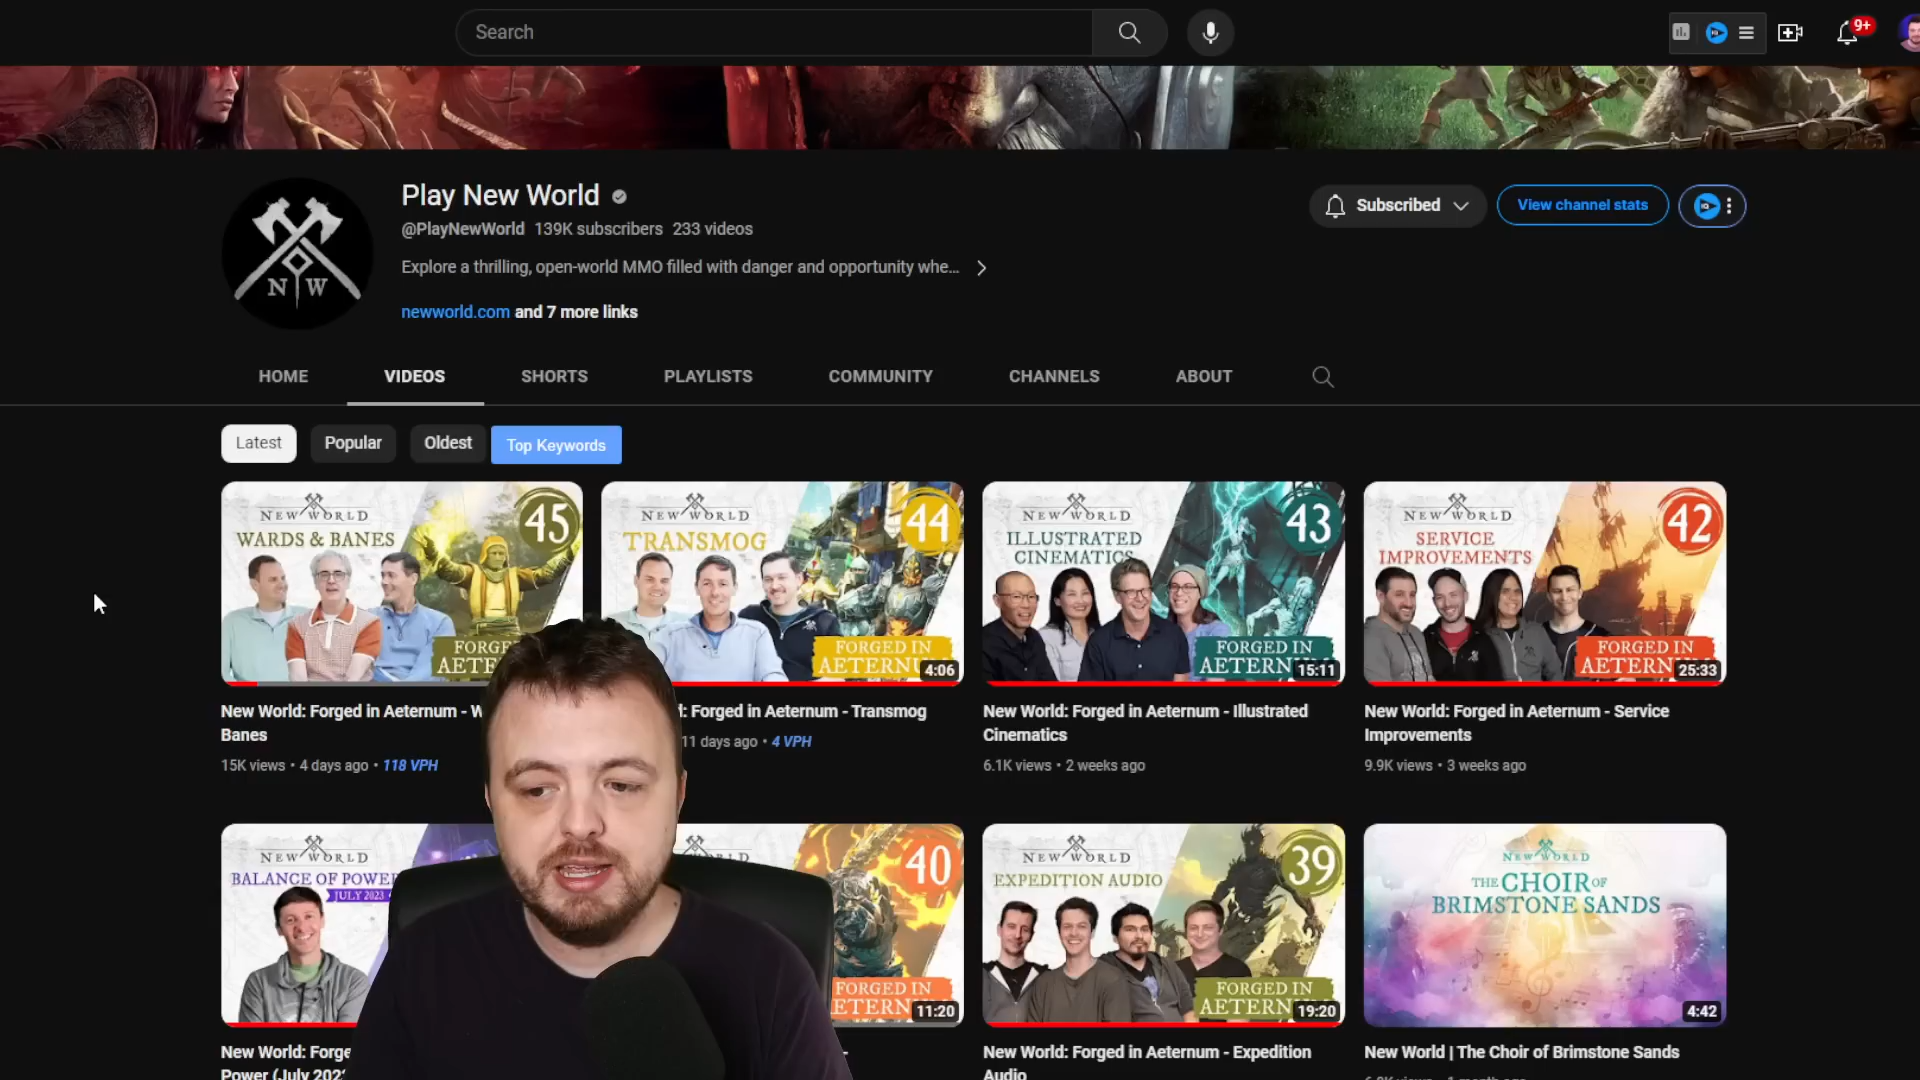 Search
9+
Play New World
@PlayNewWorld 139K subscribers 233 videos
Explore a thrilling, open-world MMO filled with danger and opportunity whe...
newworld.com and 7 more links
Subscribed
View channel stats
N W
HOME VIDEOS SHORTS PLAYLISTS COMMUNITY CHANNELS ABOUT
Latest Popular Oldest Top Keywords
NEW WORLD
WARDS & BANES
45
FORGE
AETE
NEW WORLD
TRANSMOG
44
FORGED IN
AETERNU
4:06
NEW WORLD
ILLUSTRATED
CINEMATICS
43
FORGED IN
AETERN
15:11
NEW WORLD
SERVICE
IMPROVEMENTS
42
FORGED IN
AETERN
25:33
New World: Forged in Aeternum - W
Banes
15K views • 4 days ago • 118 VPH
: Forged in Aeternum - Transmog
11 days ago • 4 VPH
New World: Forged in Aeternum - Illustrated
Cinematics
6.1K views • 2 weeks ago
New World: Forged in Aeternum - Service
Improvements
9.9K views • 3 weeks ago
NEW WORLD
BALANCE OF POWER
JULY 2023
40
FORGED IN
ETERN
11:20
NEW WORLD
EXPEDITION AUDIO
39
FORGED IN
AETERN
19:20
NEW WORLD
THE CHOIR OF
BRIMSTONE SANDS
4:42
New World: Forge
Power (July 202
New World: Forged in Aeternum - Expedition
Audio
New World | The Choir of Brimstone Sands